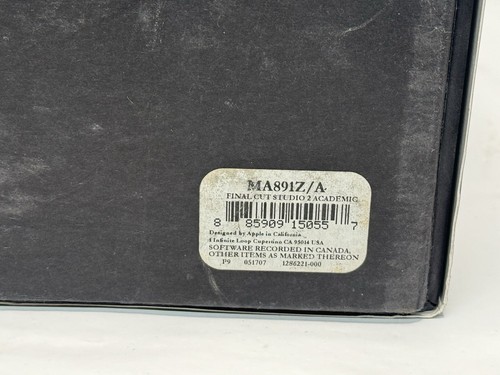 MA891Z/A
FINAL CUT STUDIO 2 ACADEMIC
8 85909 15055 7
Designed by Apple in California
1 Infinite Loop Cupertino CA 95014 USA
SOFTWARE RECORDED IN CANADA.
OTHER ITEMS AS MARKED THEREON
P9 051707 1286221-000